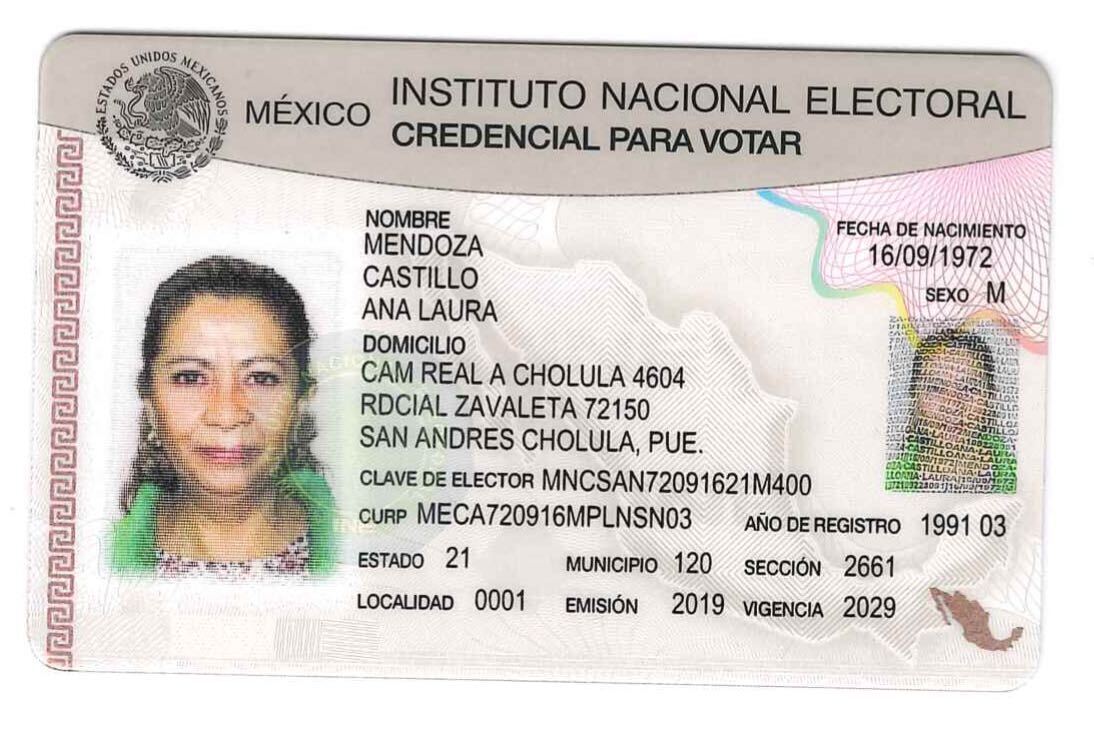 ESTADOS UNIDOS MEXICANOS
MÉXICO
INSTITUTO NACIONAL ELECTORAL
CREDENCIAL PARA VOTAR
NOMBRE
MENDOZA
CASTILLO
ANA LAURA
FECHA DE NACIMIENTO
16/09/1972
SEXO M
DOMICILIO
CAM REAL A CHOLULA 4604
RDCIAL ZAVALETA 72150
SAN ANDRES CHOLULA, PUE.
CLAVE DE ELECTOR MNCSAN72091621M400
CURP MECA720916MPLNSN03 AÑO DE REGISTRO 1991 03
ESTADO 21 MUNICIPIO 120 SECCIÓN 2661
LOCALIDAD 0001 EMISIÓN 2019 VIGENCIA 2029